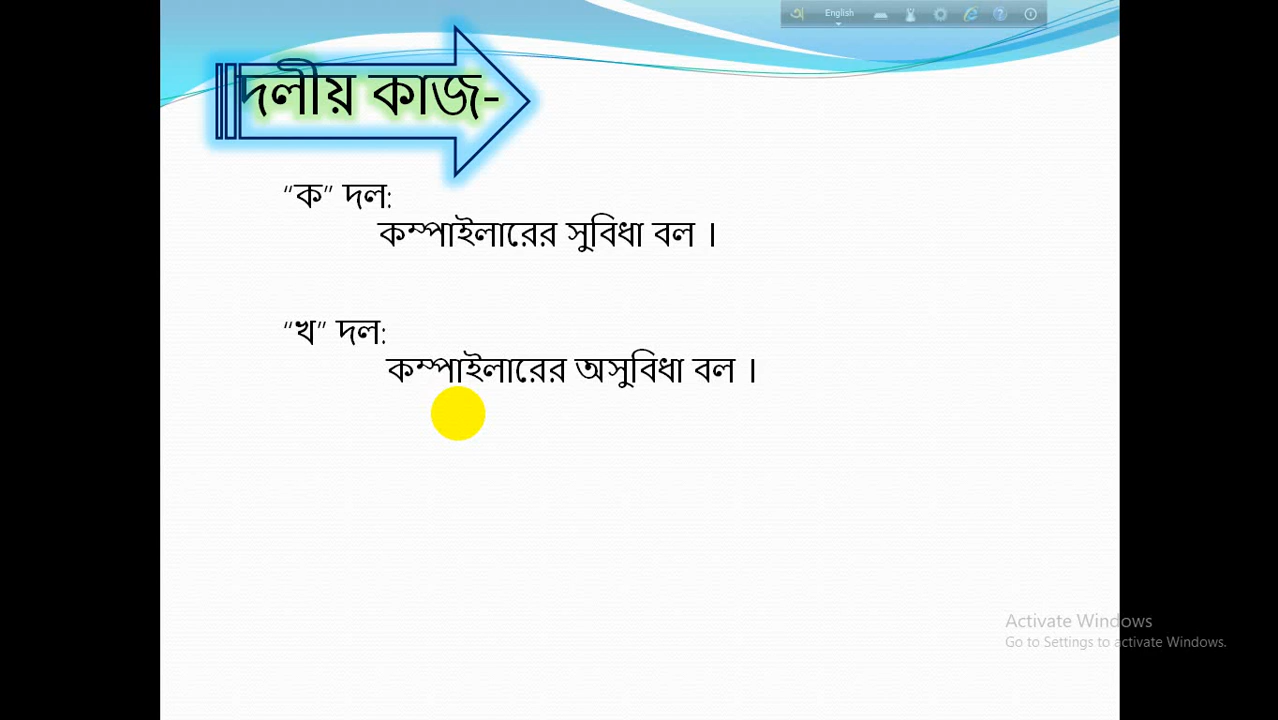 English
দলীয় কাজ-
“ক” দল:
কম্পাইলারের সুবিধা বল ।
“খ” দল:
কম্পাইলারের অসুবিধা বল ।
Activate Windows
Go to Settings to activate Windows.